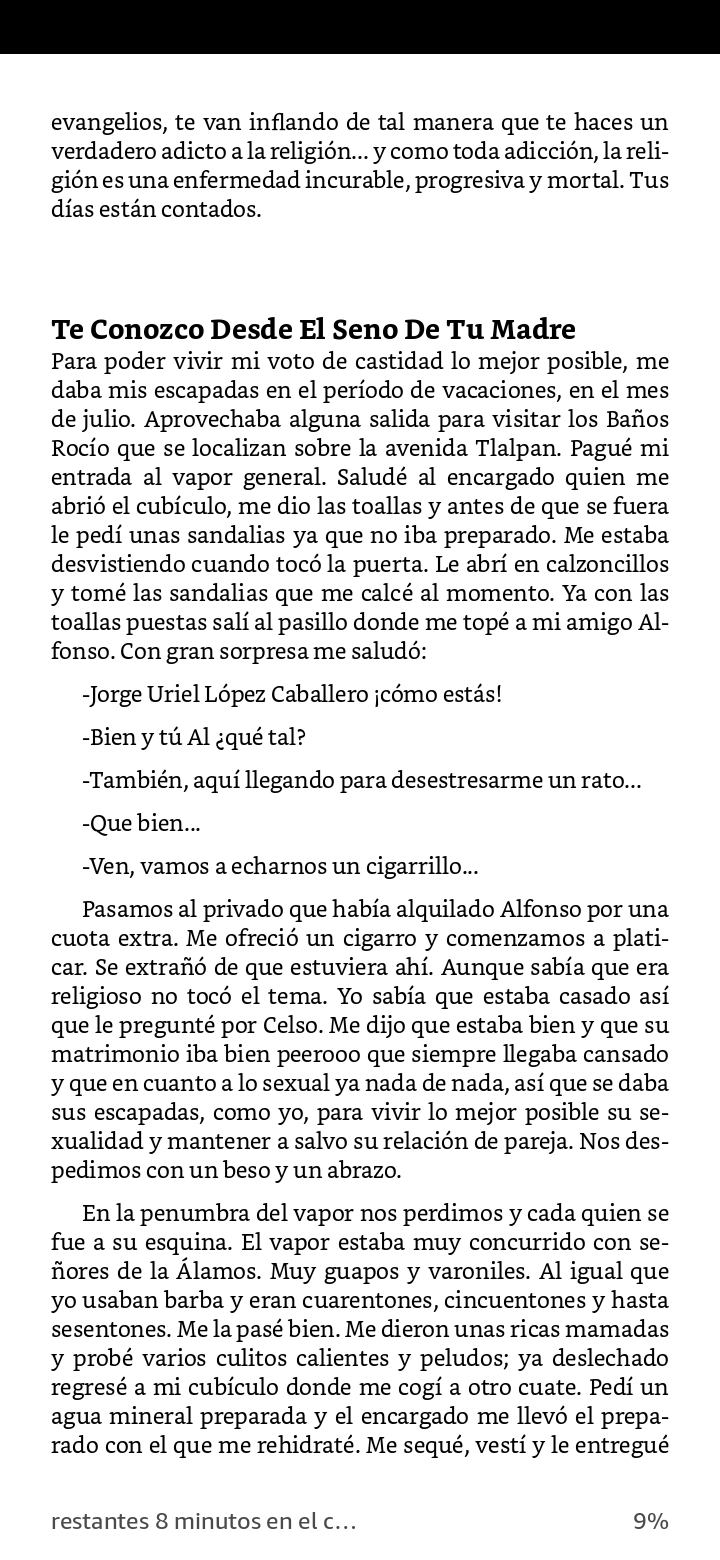 evangelios, te van inflando de tal manera que te haces un
verdadero adicto a la religión... y como toda adicción, la reli-
gión es una enfermedad incurable, progresiva y mortal. Tus
días están contados.
Te Conozco Desde El Seno De Tu Madre
Para poder vivir mi voto de castidad lo mejor posible, me
daba mis escapadas en el período de vacaciones, en el mes
de julio. Aprovechaba alguna salida para visitar los Baños
Rocío que se localizan sobre la avenida Tlalpan. Pagué mi
entrada al vapor general. Saludé al encargado quien me
abrió el cubículo, me dio las toallas y antes de que se fuera
le pedí unas sandalias ya que no iba preparado. Me estaba
desvistiendo cuando tocó la puerta. Le abrí en calzoncillos
y tomé las sandalias que me calcé al momento. Ya con las
toallas puestas salí al pasillo donde me topé a mi amigo Al-
fonso. Con gran sorpresa me saludó:
-Jorge Uriel López Caballero ¡cómo estás!
-Bien y tú Al ¿qué tal?
-También, aquí llegando para desestresarme un rato...
-Que bien...
-Ven, vamos a echarnos un cigarrillo...
Pasamos al privado que había alquilado Alfonso por una
cuota extra. Me ofreció un cigarro y comenzamos a plati-
car. Se extrañó de que estuviera ahí. Aunque sabía que era
religioso no tocó el tema. Yo sabía que estaba casado así
que le pregunté por Celso. Me dijo que estaba bien y que su
matrimonio iba bien peerooo que siempre llegaba cansado
y que en cuanto a lo sexual ya nada de nada, así que se daba
sus escapadas, como yo, para vivir lo mejor posible su se-
xualidad y mantener a salvo su relación de pareja. Nos des-
pedimos con un beso y un abrazo.
En la penumbra del vapor nos perdimos y cada quien se
fue a su esquina. El vapor estaba muy concurrido con se-
ñores de la Álamos. Muy guapos y varoniles. Al igual que
yo usaban barba y eran cuarentones, cincuentones y hasta
sesentones. Me la pasé bien. Me dieron unas ricas mamadas
y probé varios culitos calientes y peludos; ya deslechado
regresé a mi cubículo donde me cogí a otro cuate. Pedí un
agua mineral preparada y el encargado me llevó el prepa-
rado con el que me rehidraté. Me sequé, vestí y le entregué
restantes 8 minutos en el c... 9%